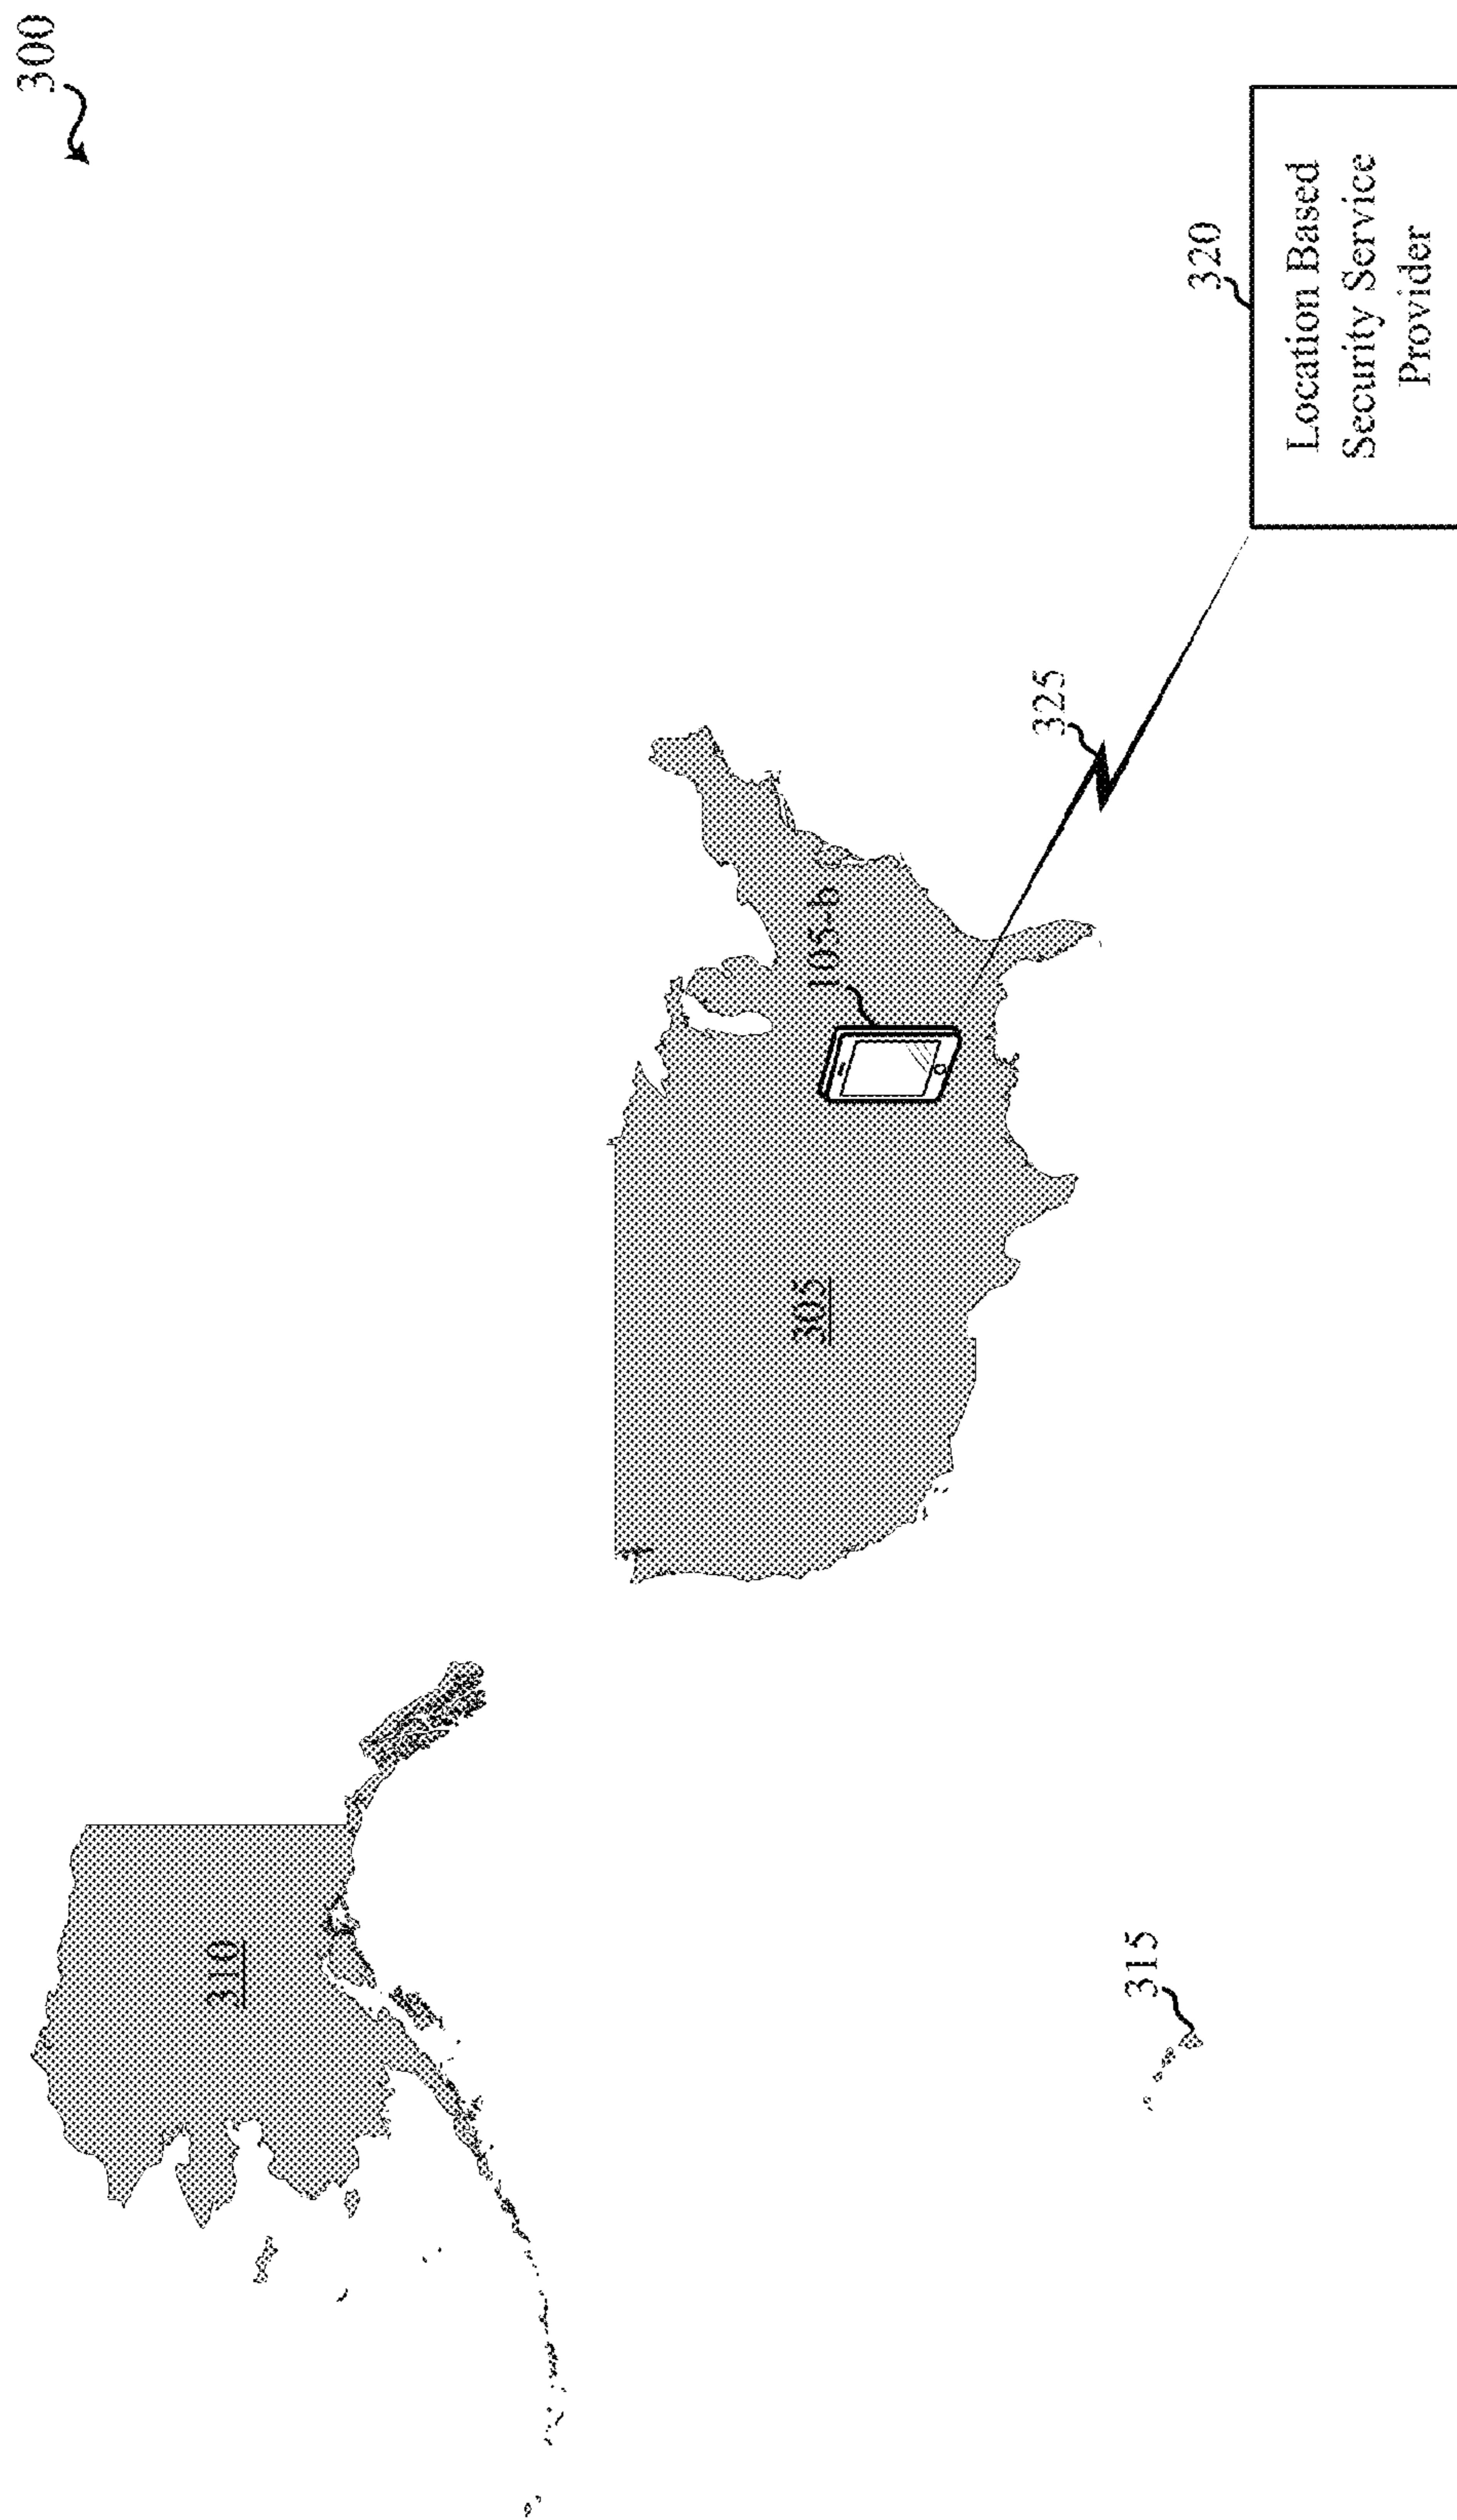 300
310
305
105-b
325
320
Location Based
Security Service
Provider
315